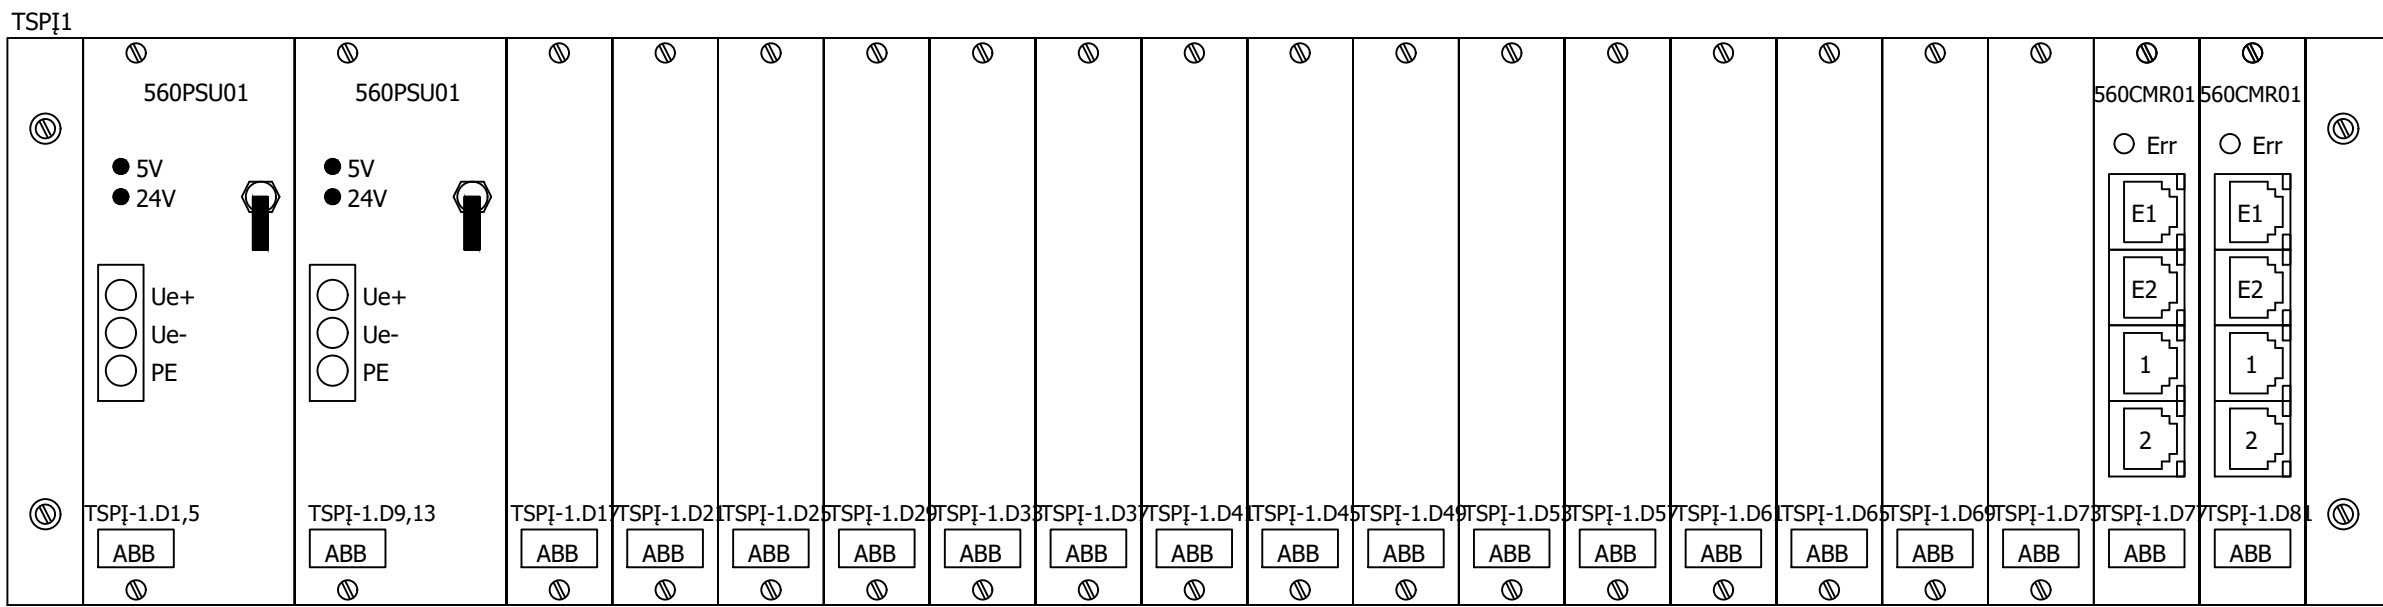 TSPĮ1
560PSU01 560PSU01 560CMR01 560CMR01
Err Err
5V 5V
24V 24V
E1 E1
E2 E2
Ue+ Ue+
Ue- Ue-
1 1
PE PE
2 2
TSPĮ-1.D1,5 TSPĮ-1.D9,13 TSPĮ-1.D17 TSPĮ-1.D21 TSPĮ-1.D25 TSPĮ-1.D29 TSPĮ-1.D33 TSPĮ-1.D37 TSPĮ-1.D41 TSPĮ-1.D45 TSPĮ-1.D49 TSPĮ-1.D53 TSPĮ-1.D57 TSPĮ-1.D61 TSPĮ-1.D65 TSPĮ-1.D69 TSPĮ-1.D73 TSPĮ-1.D77 TSPĮ-1.D81
ABB ABB ABB ABB ABB ABB ABB ABB ABB ABB ABB ABB ABB ABB ABB ABB ABB ABB ABB